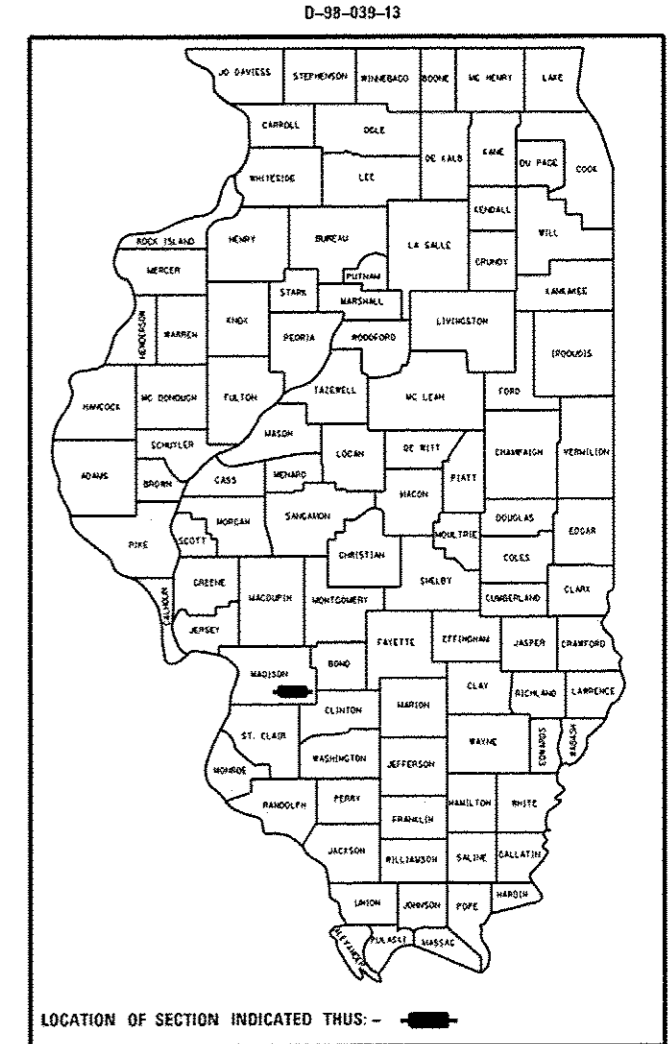 D-98-039-13
JO DAVIESS STEPHENSON WINNEBAGO BOONE MC HENRY LAKE
CARROLL OGLE DE KALB KANE DU PAGE COOK
WHITESIDE LEE
KENDALL WILL
ROCK ISLAND HENRY BUREAU LA SALLE GRUNDY
MERCER PUTNAM KANKAKEE
STARK MARSHALL
HENDERSON WARREN KNOX PEORIA WOODFORD LIVINGSTON IROQUOIS
HANCOCK MC DONOUGH FULTON TAZEWELL MC LEAN FORD
MASON
SCHUYLER LOGAN DE WITT CHAMPAIGN VERMILION
ADAMS BROWN CASS MENARD PIATT
MACON
PIKE SCOTT MORGAN SANGAMON CHRISTIAN MOULTRIE DOUGLAS EDGAR
COLES
CALHOUN GREENE MACOUPIN MONTGOMERY SHELBY CUMBERLAND CLARK
JERSEY FAYETTE EFFINGHAM JASPER CRAWFORD
MADISON BOND CLAY RICHLAND LAWRENCE
CLINTON MARION
ST. CLAIR WAYNE EDWARDS WABASH
MONROE WASHINGTON JEFFERSON
RANDOLPH PERRY HAMILTON WHITE
FRANKLIN
JACKSON WILLIAMSON SALINE GALLATIN
UNION JOHNSON POPE HARDIN
ALEXANDER PULASKI MASSAC
LOCATION OF SECTION INDICATED THUS: -